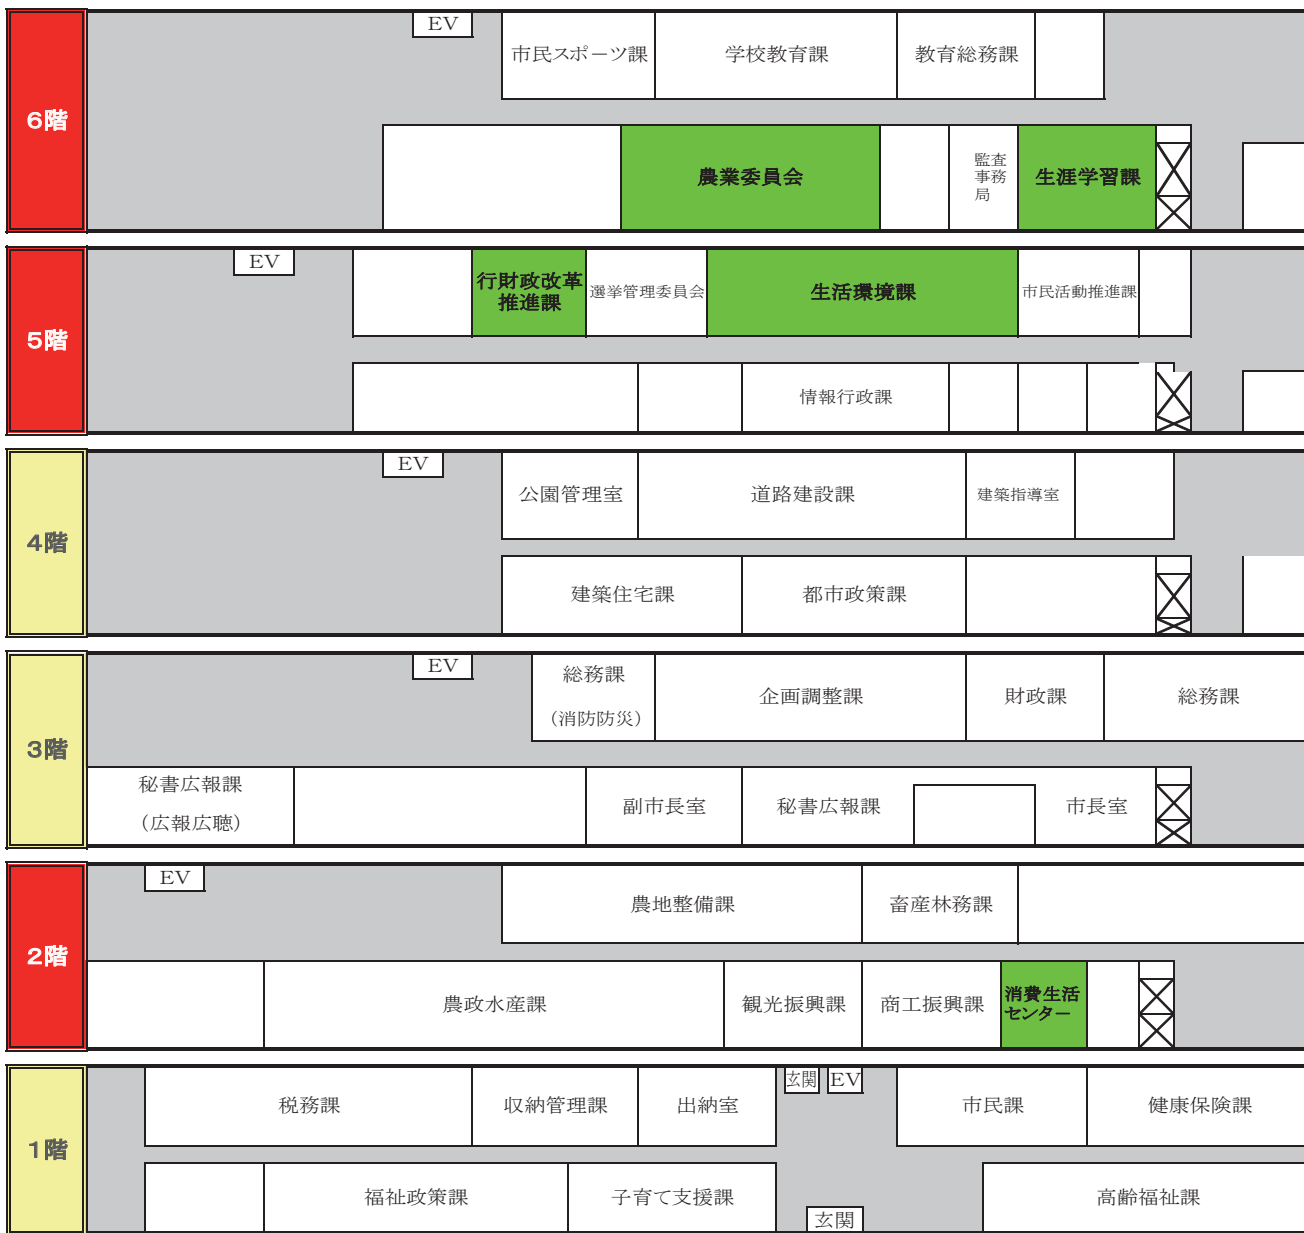 6階
EV
市民スポーツ課
学校教育課
教育総務課
農業委員会
監査
事務
局
生涯学習課
5階
EV
行財政改革
推進課
選挙管理委員会
生活環境課
市民活動推進課
情報行政課
4階
EV
公園管理室
道路建設課
建築指導室
建築住宅課
都市政策課
3階
EV
総務課
（消防防災）
企画調整課
財政課
総務課
秘書広報課
（広報広聴）
副市長室
秘書広報課
市長室
2階
EV
農地整備課
畜産林務課
農政水産課
観光振興課
商工振興課
消費生活
センター
1階
税務課
収納管理課
出納室
玄関
EV
市民課
健康保険課
福祉政策課
子育て支援課
玄関
高齢福祉課